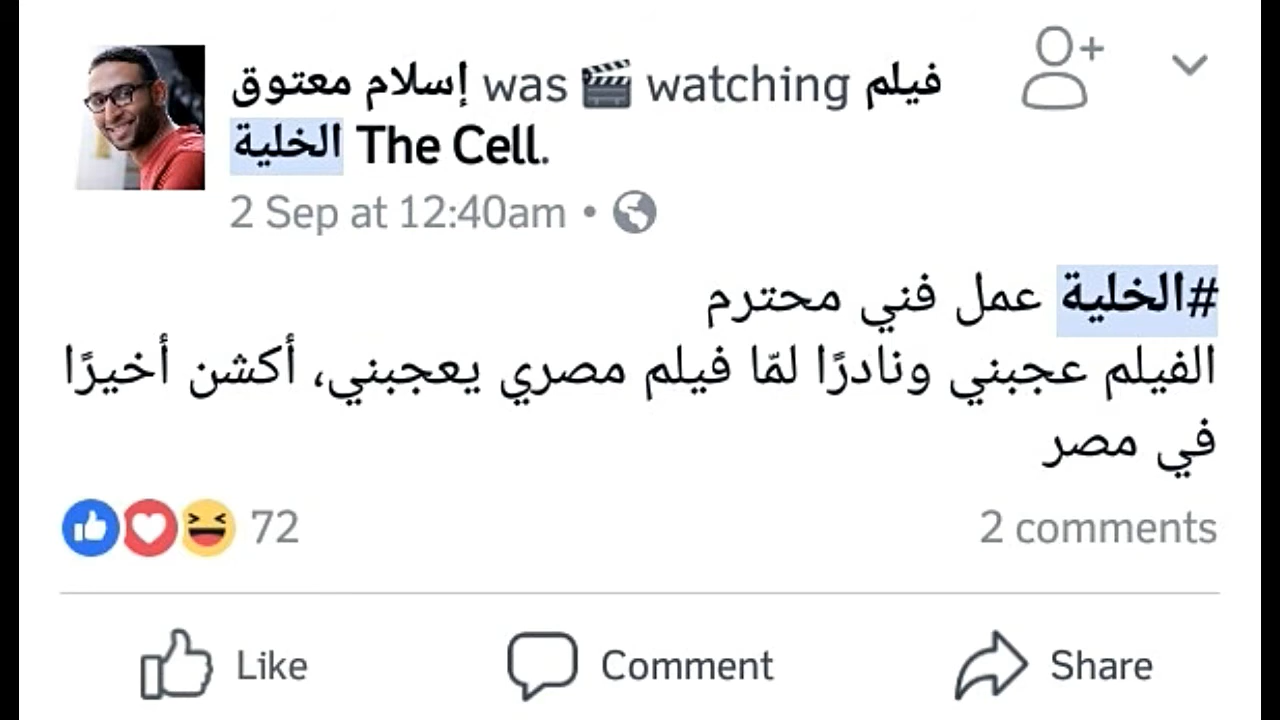 إسلام معتوق was watching فيلم
الخلية The Cell.
2 Sep at 12:40am •
#الخلية عمل فني محترم
الفيلم عجبني ونادرًا لمّا فيلم مصري يعجبني، أكشن أخيرًا
في مصر
72 2 comments
Like Comment Share